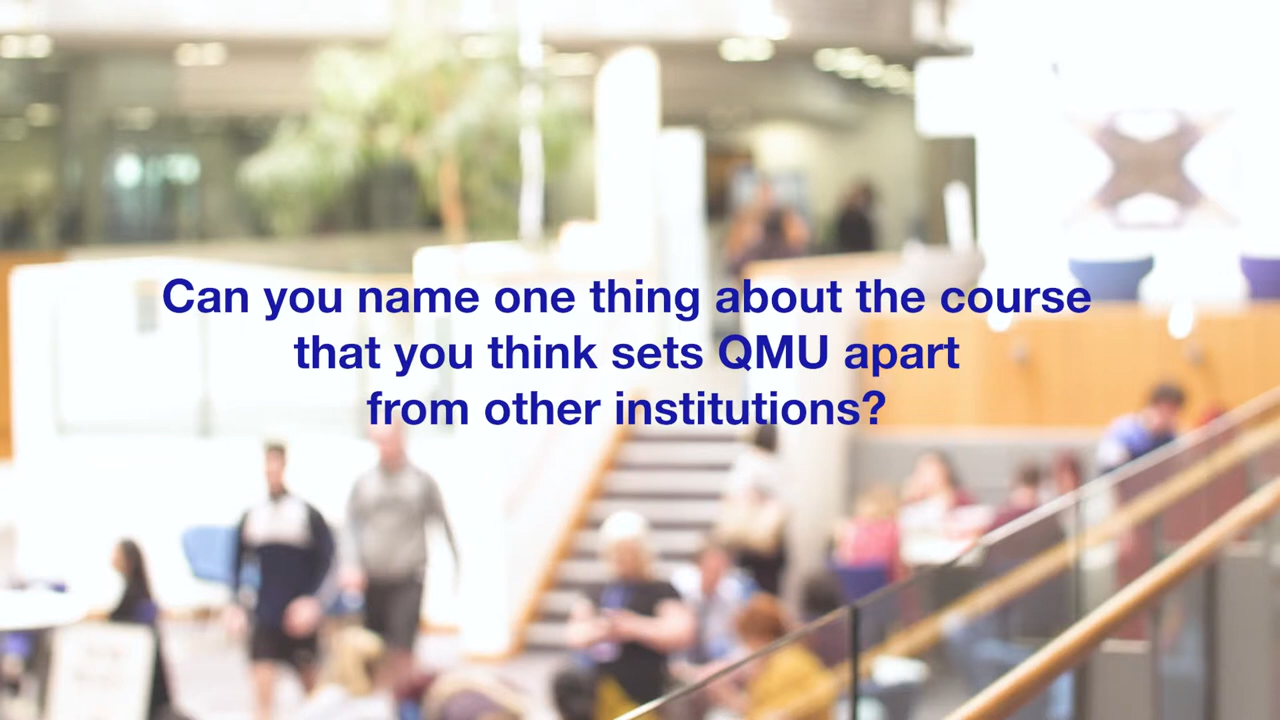 Can you name one thing about the course
that you think sets QMU apart
from other institutions?